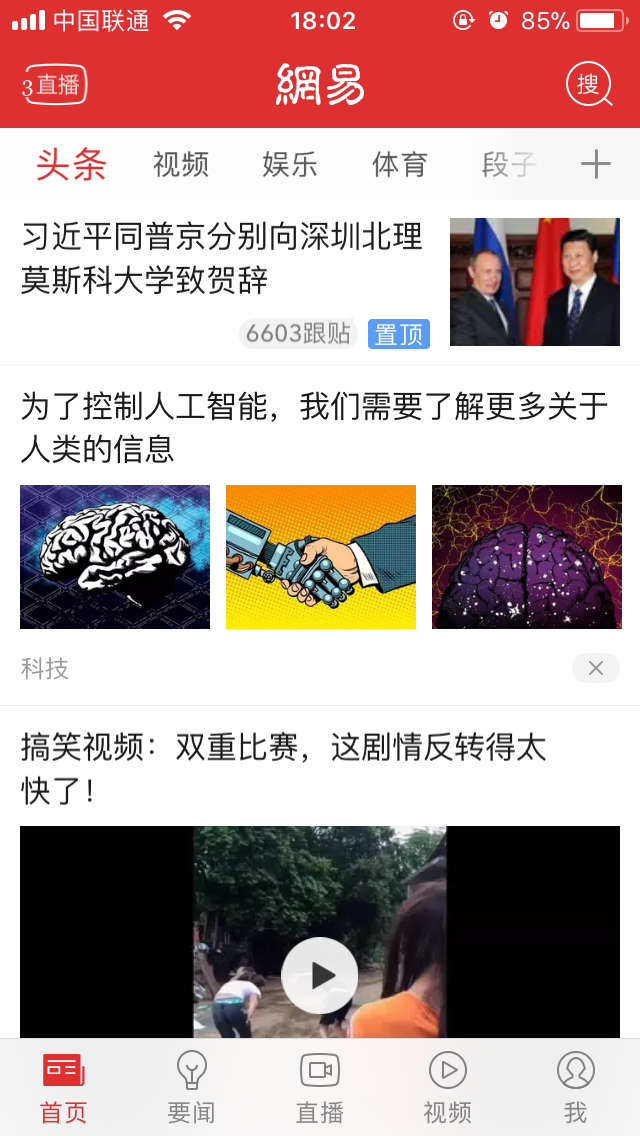 中国联通 18:02 85%
3直播 網易 搜
头条 视频 娱乐 体育 段子
习近平同普京分别向深圳北理
莫斯科大学致贺辞
6603跟贴 置顶
为了控制人工智能，我们需要了解更多关于
人类的信息
科技
搞笑视频：双重比赛，这剧情反转得太
快了！
首页 要闻 直播 视频 我